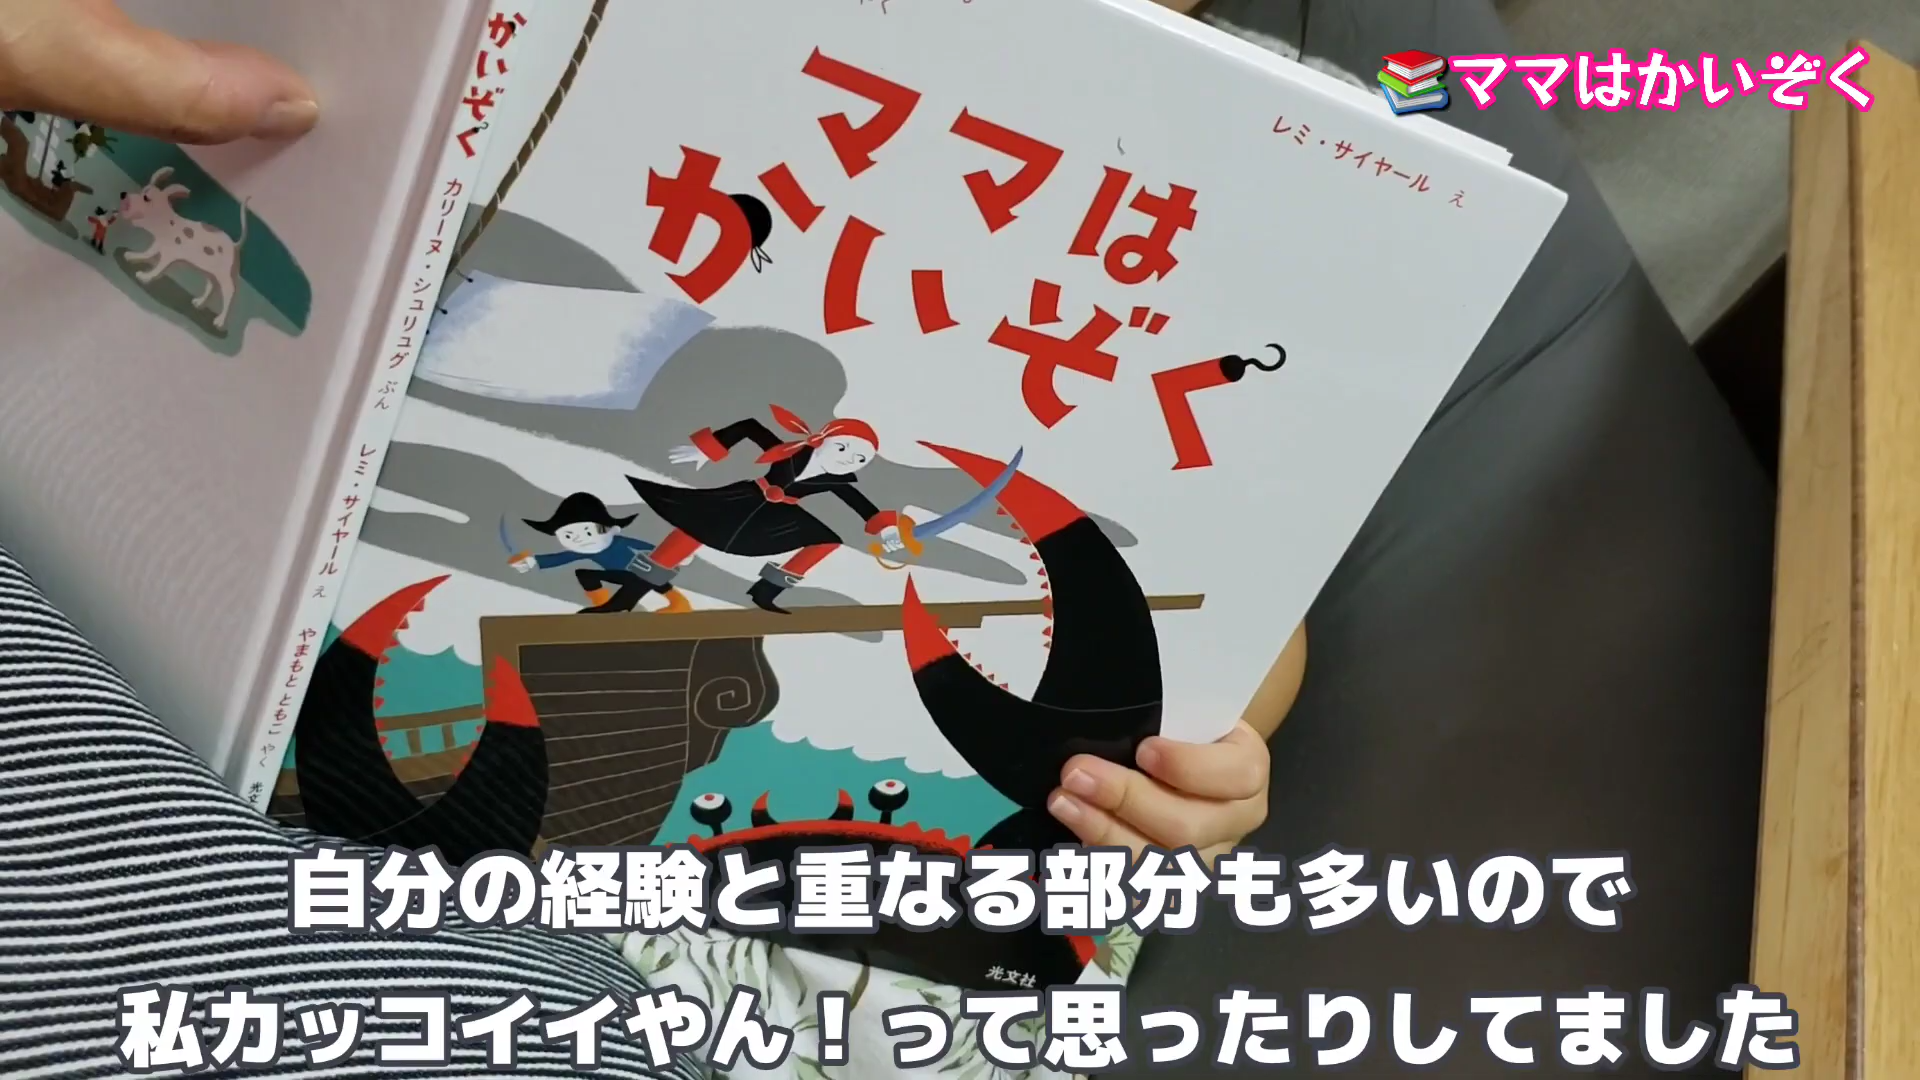 ママはかいぞく
レミ・サイヤール え
ママは
かいぞく
かいぞく カリーヌ・シュリュグ ぶん レミ・サイヤール え やまもと ともこ やく
光文社
自分の経験と重なる部分も多いので
私カッコイイやん！って思ったりしてました